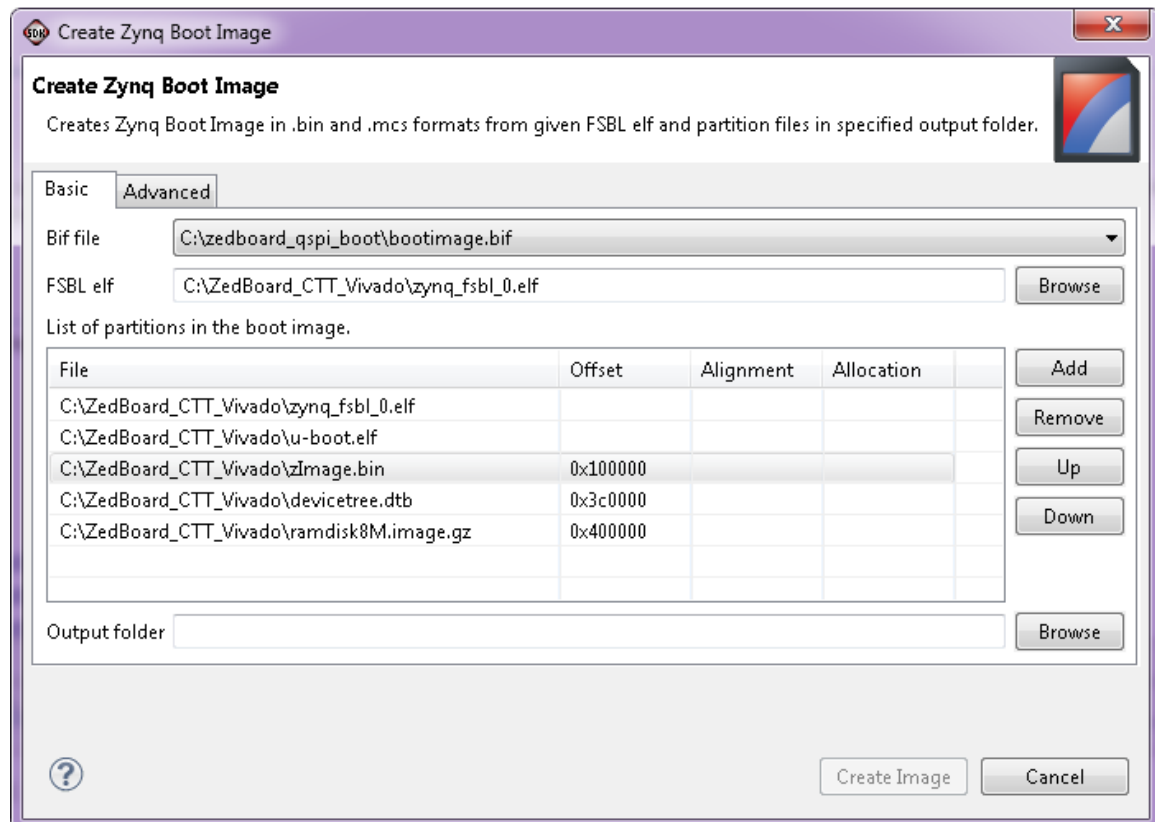 SDK Create Zynq Boot Image X
Create Zynq Boot Image
Creates Zynq Boot Image in .bin and .mcs formats from given FSBL elf and partition files in specified output folder.
Basic Advanced
Bif file C:\zedboard_qspi_boot\bootimage.bif
FSBL elf C:\ZedBoard_CTT_Vivado\zynq_fsbl_0.elf Browse
List of partitions in the boot image.
File Offset Alignment Allocation Add
C:\ZedBoard_CTT_Vivado\zynq_fsbl_0.elf Remove
C:\ZedBoard_CTT_Vivado\u-boot.elf
C:\ZedBoard_CTT_Vivado\zImage.bin 0x100000 Up
C:\ZedBoard_CTT_Vivado\devicetree.dtb 0x3c0000 Down
C:\ZedBoard_CTT_Vivado\ramdisk8M.image.gz 0x400000
Output folder Browse
? Create Image Cancel